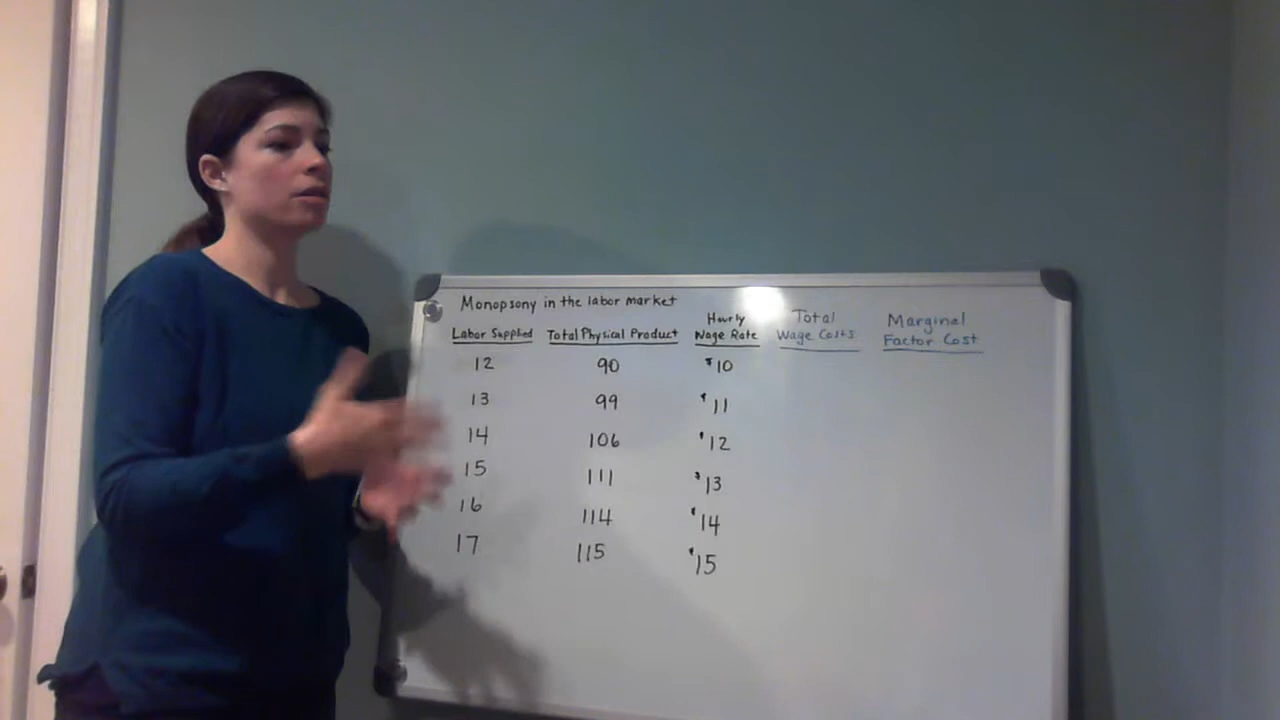 Monopsony in the labor market
Labor Supplied Total Physical Product Hourly Wage Rate Total Wage Costs Marginal Factor Cost
12 90 $10
13 99 $11
14 106 $12
15 111 $13
16 114 $14
17 115 $15